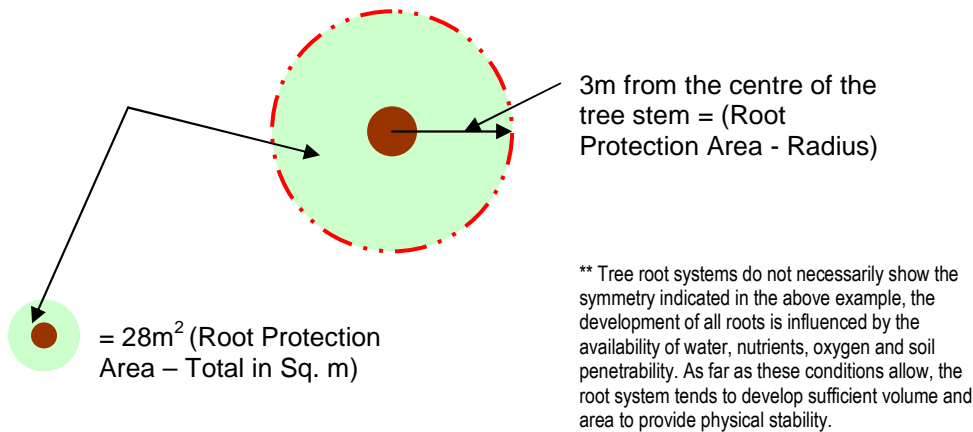 3m from the centre of the
tree stem = (Root
Protection Area - Radius)
** Tree root systems do not necessarily show the
symmetry indicated in the above example, the
development of all roots is influenced by the
availability of water, nutrients, oxygen and soil
penetrability. As far as these conditions allow, the
root system tends to develop sufficient volume and
area to provide physical stability.
= 28m² (Root Protection
Area – Total in Sq. m)